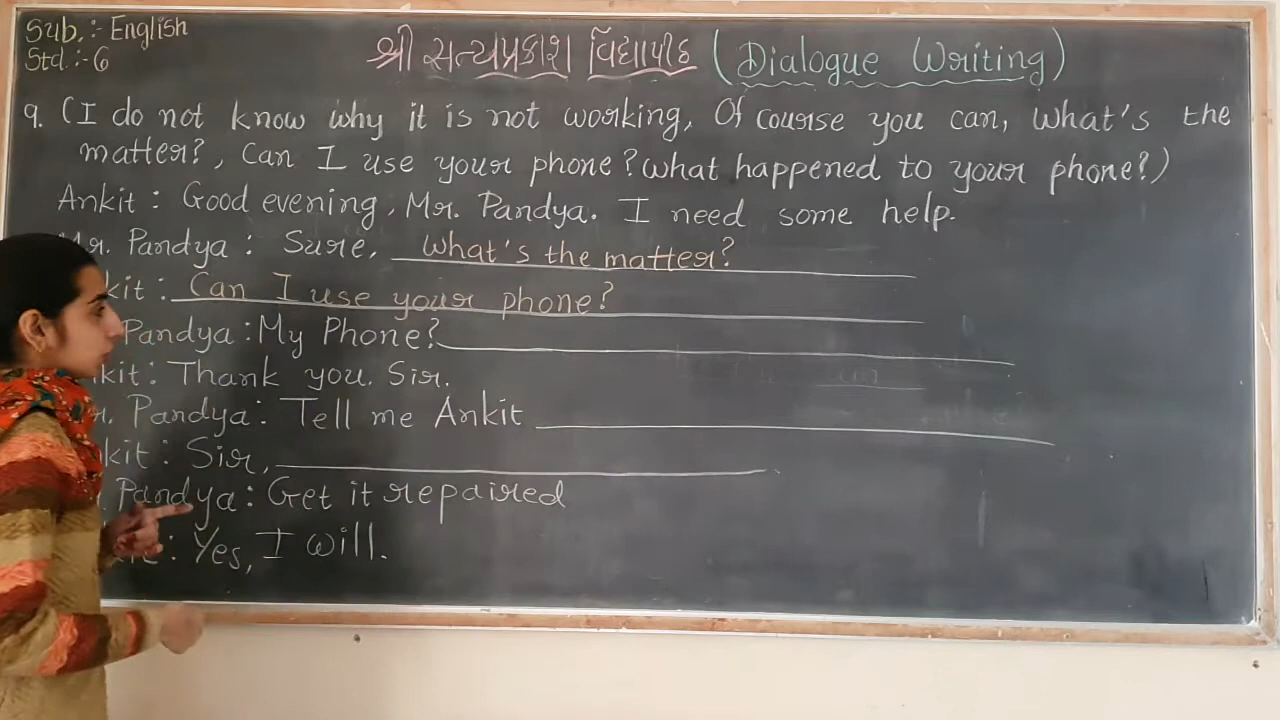 Sub.:- English
Std.:- 6
શ્રી સત્યપ્રકાશ વિદ્યાપીઠ (Dialogue Writing)
9. (I do not know why it is not working, Of course you can, What's the
matter?, Can I use your phone? What happened to your phone?)
Ankit : Good evening, Mr. Pandya. I need some help.
Mr. Pandya : Sure, What's the matter?
kit : Can I use your phone?
Pandya : My Phone?
kit : Thank you. Sir.
r. Pandya : Tell me Ankit
kit : Sir,
Pandya : Get it repaired
: Yes, I will.